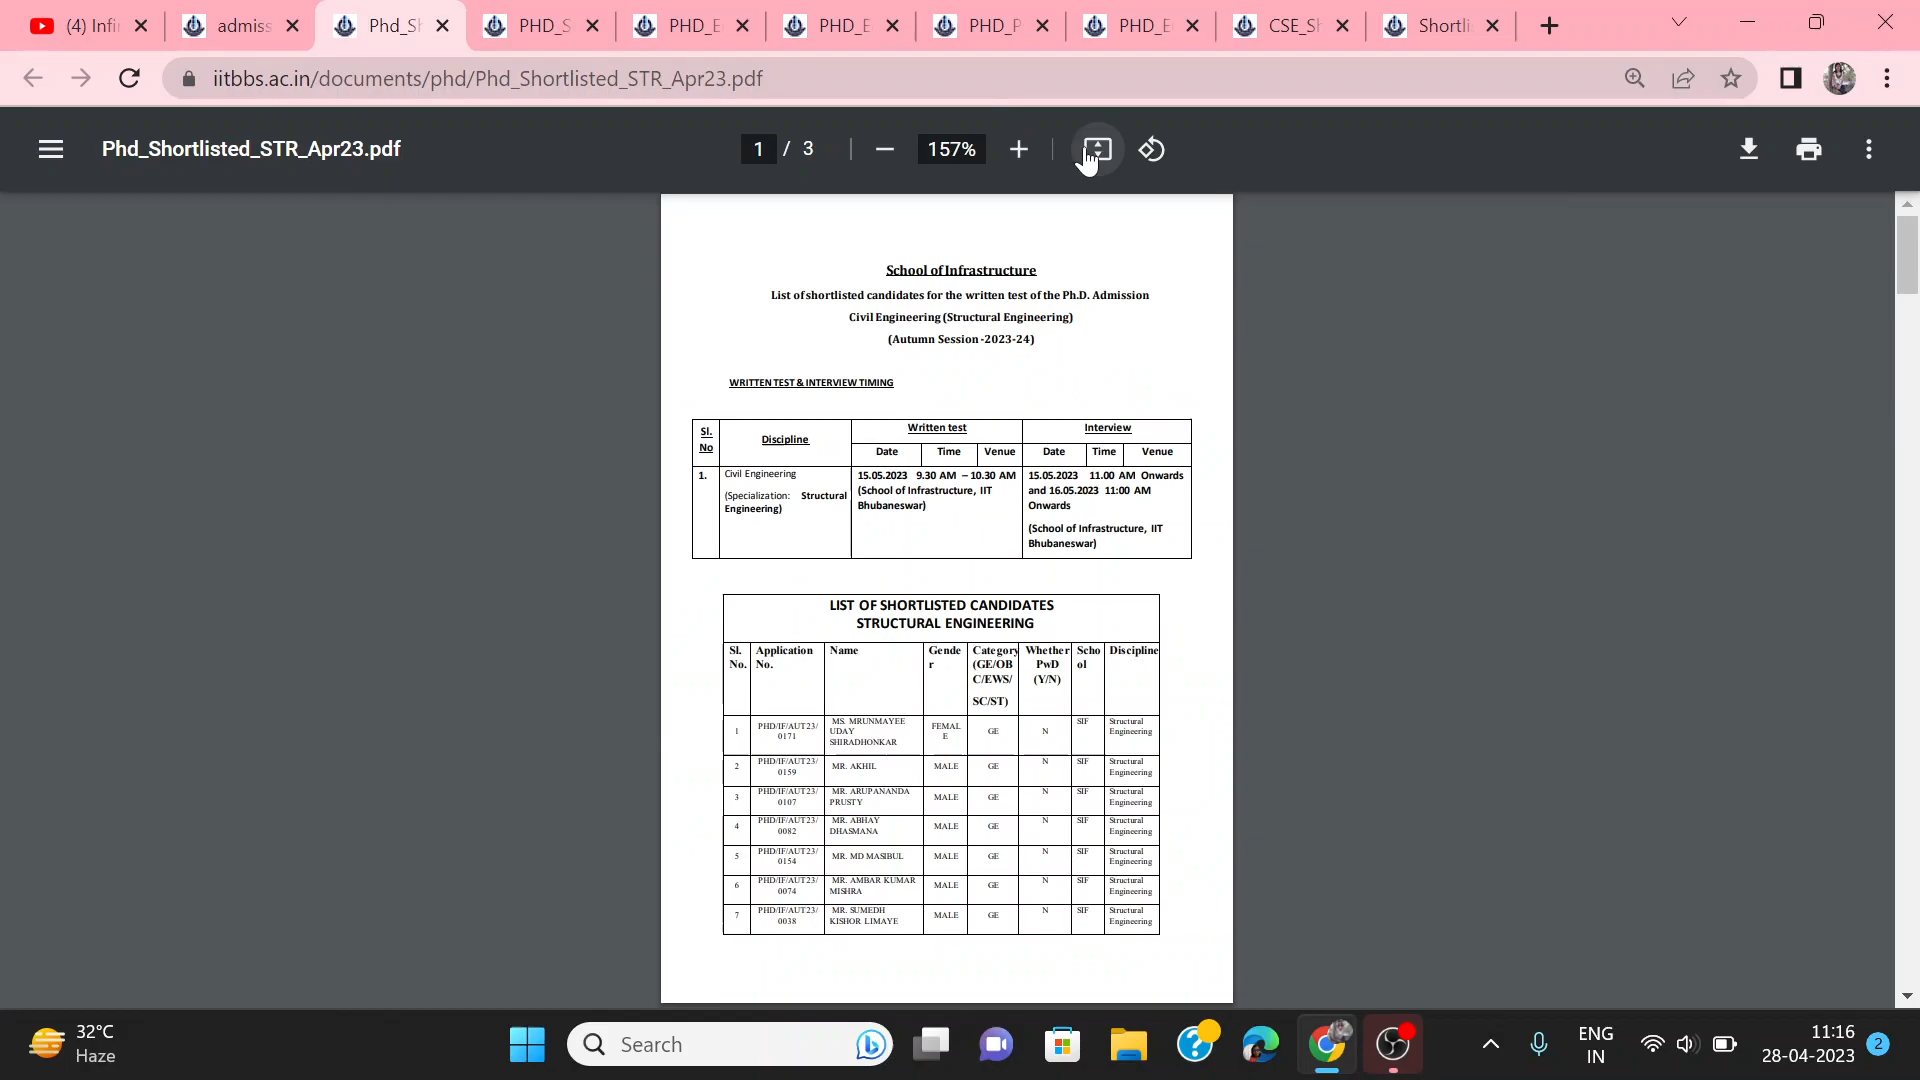 (4) Infi
admiss
Phd_Sh
PHD_S
PHD_E
PHD_E
PHD_P
PHD_E
CSE_Sh
Shortli
iitbbs.ac.in/documents/phd/Phd_Shortlisted_STR_Apr23.pdf
Phd_Shortlisted_STR_Apr23.pdf
1 / 3
157%
School of Infrastructure
List of shortlisted candidates for the written test of the Ph.D. Admission
Civil Engineering (Structural Engineering)
(Autumn Session -2023-24)
WRITTEN TEST & INTERVIEW TIMING
Sl. No Discipline Written test Interview
Date Time Venue Date Time Venue
1. Civil Engineering 15.05.2023 9.30 AM – 10.30 AM 15.05.2023 11.00 AM Onwards
(Specialization: Structural (School of Infrastructure, IIT and 16.05.2023 11:00 AM
Engineering) Bhubaneswar) Onwards
(School of Infrastructure, IIT
Bhubaneswar)
LIST OF SHORTLISTED CANDIDATES
STRUCTURAL ENGINEERING
Sl. Application Name Gende Category Whether Scho Discipline
No. No. r (GE/OB PwD ol
C/EWS/ (Y/N)
SC/ST)
1 PHD/IF/AUT23/ MS. MRUNMAYEE FEMAL GE N SIF Structural
0171 UDAY E Engineering
SHIRADHONKAR
2 PHD/IF/AUT23/ MR. AKHIL MALE GE N SIF Structural
0159 Engineering
3 PHD/IF/AUT23/ MR. ARUPANANDA MALE GE N SIF Structural
0107 PRUSTY Engineering
4 PHD/IF/AUT23/ MR. ABHAY MALE GE N SIF Structural
0082 DHASMANA Engineering
5 PHD/IF/AUT23/ MR. MD MASIBUL MALE GE N SIF Structural
0154 Engineering
6 PHD/IF/AUT23/ MR. AMBAR KUMAR MALE GE N SIF Structural
0074 MISHRA Engineering
7 PHD/IF/AUT23/ MR. SUMEDH MALE GE N SIF Structural
0038 KISHOR LIMAYE Engineering
32°C
Haze
Search
ENG
IN
11:16
28-04-2023
2